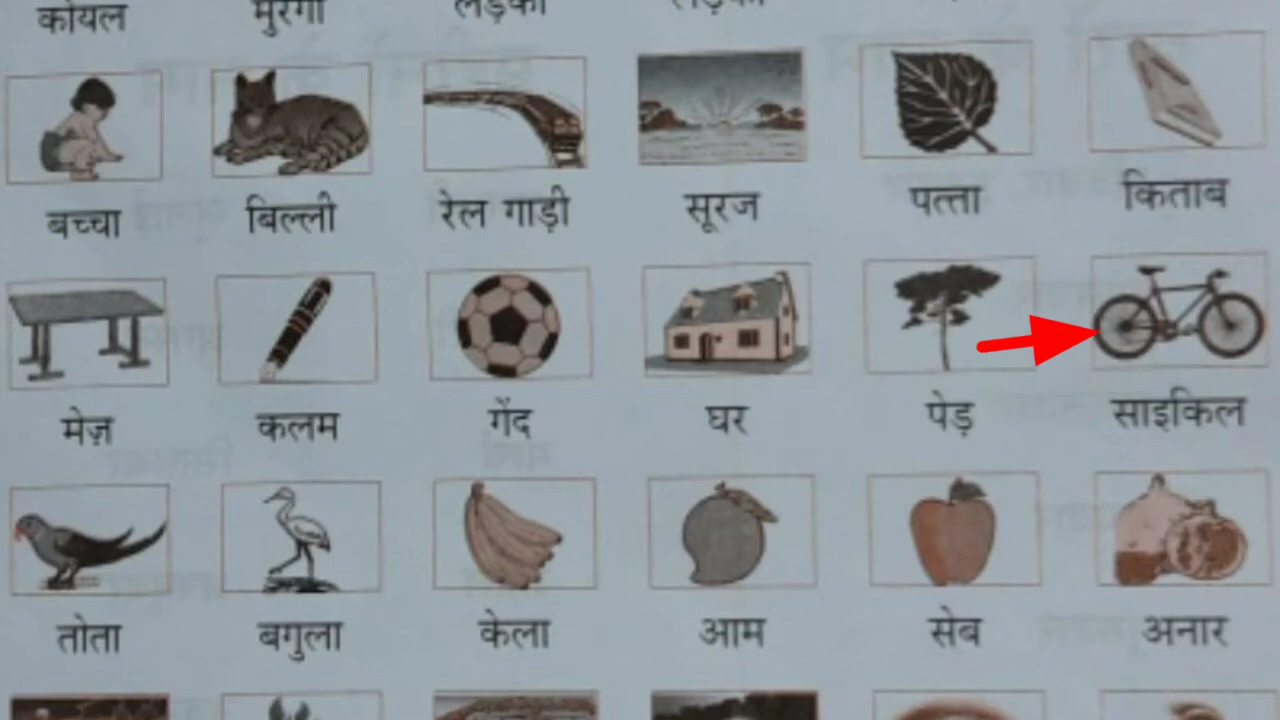 कोयल मुरगा लड़का
बच्चा बिल्ली रेल गाड़ी सूरज पत्ता किताब
मेज़ कलम गेंद घर पेड़ साइकिल
तोता बगुला केला आम सेब अनार